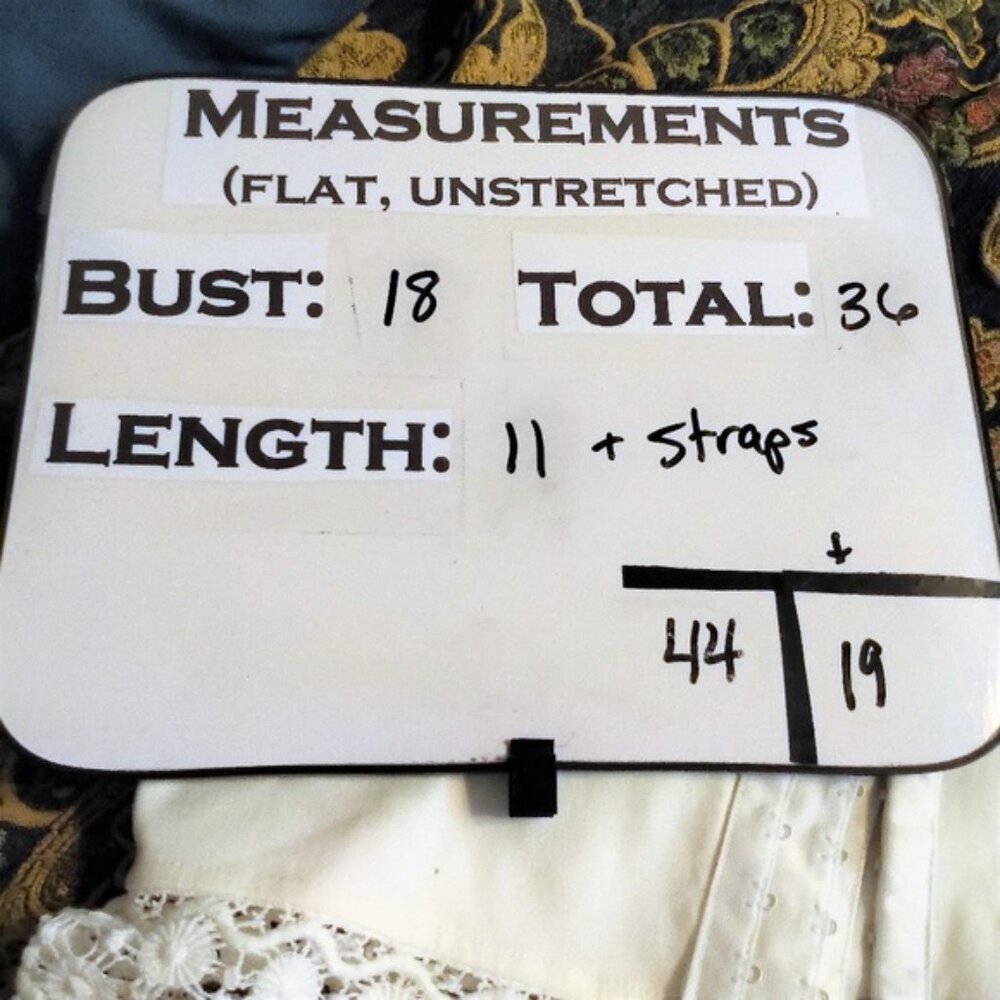 MEASUREMENTS
(FLAT, UNSTRETCHED)
BUST: 18 TOTAL: 36
LENGTH: 11 + Straps
+
44 19